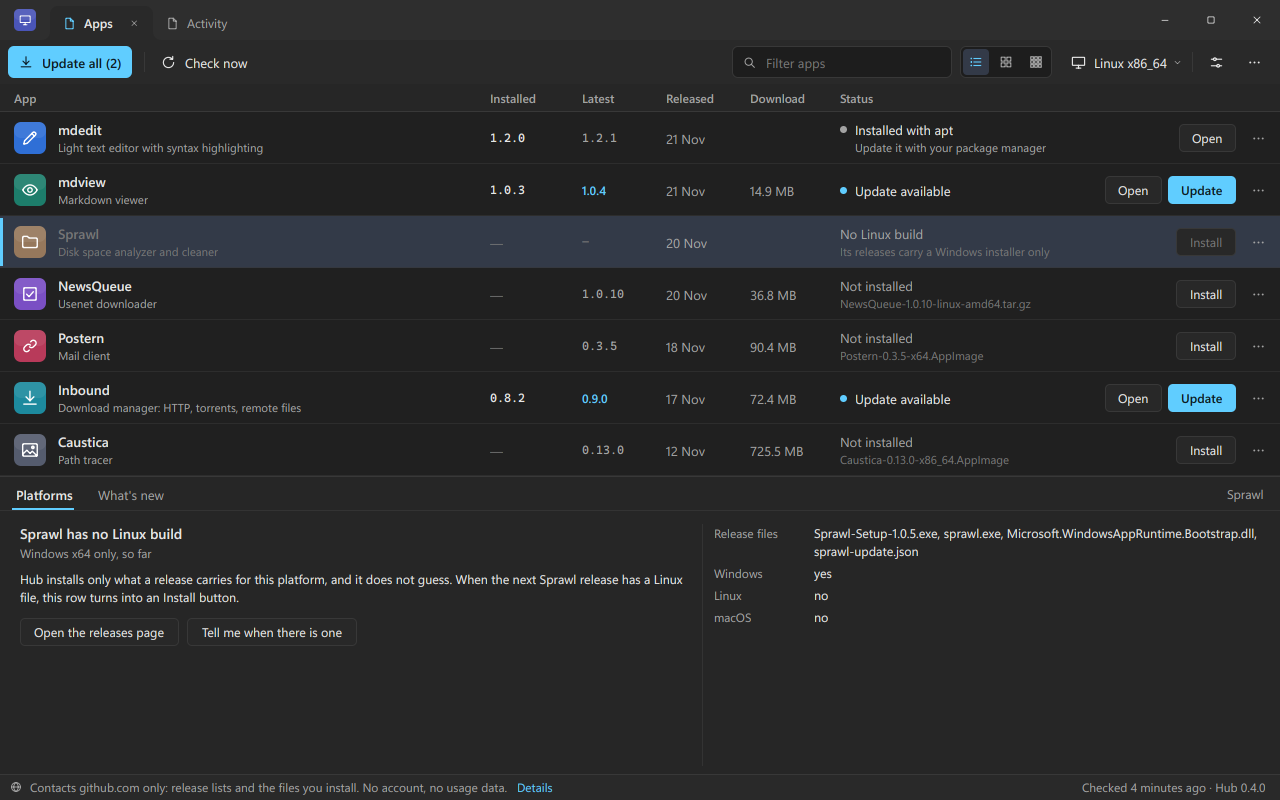 Apps
Activity
Update all (2)
Check now
Filter apps
Linux x86_64
App Installed Latest Released Download Status
mdedit
Light text editor with syntax highlighting
1.2.0 1.2.1 21 Nov
Installed with apt
Update it with your package manager
Open
mdview
Markdown viewer
1.0.3 1.0.4 21 Nov 14.9 MB
Update available
Open Update
Sprawl
Disk space analyzer and cleaner
— – 20 Nov
No Linux build
Its releases carry a Windows installer only
Install
NewsQueue
Usenet downloader
— 1.0.10 20 Nov 36.8 MB
Not installed
NewsQueue-1.0.10-linux-amd64.tar.gz
Install
Postern
Mail client
— 0.3.5 18 Nov 90.4 MB
Not installed
Postern-0.3.5-x64.AppImage
Install
Inbound
Download manager: HTTP, torrents, remote files
0.8.2 0.9.0 17 Nov 72.4 MB
Update available
Open Update
Caustica
Path tracer
— 0.13.0 12 Nov 725.5 MB
Not installed
Caustica-0.13.0-x86_64.AppImage
Install
Platforms What's new Sprawl
Sprawl has no Linux build
Windows x64 only, so far
Hub installs only what a release carries for this platform, and it does not guess. When the next Sprawl release has a Linux
file, this row turns into an Install button.
Open the releases page Tell me when there is one
Release files Sprawl-Setup-1.0.5.exe, sprawl.exe, Microsoft.WindowsAppRuntime.Bootstrap.dll,
sprawl-update.json
Windows yes
Linux no
macOS no
Contacts github.com only: release lists and the files you install. No account, no usage data. Details
Checked 4 minutes ago · Hub 0.4.0